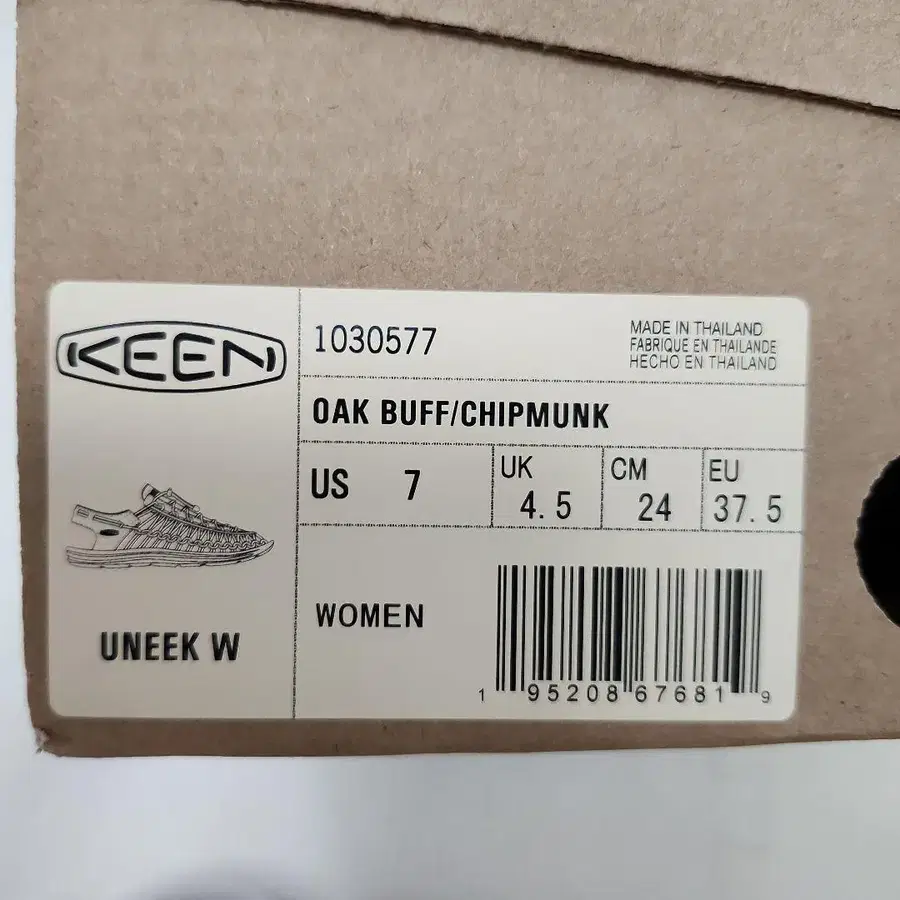 KEEN
1030577
MADE IN THAILAND
FABRIQUE EN THAILANDE
HECHO EN THAILAND
OAK BUFF/CHIPMUNK
US 7
UK 4.5
CM 24
EU 37.5
UNEEK W
WOMEN
1 95208 67681 9